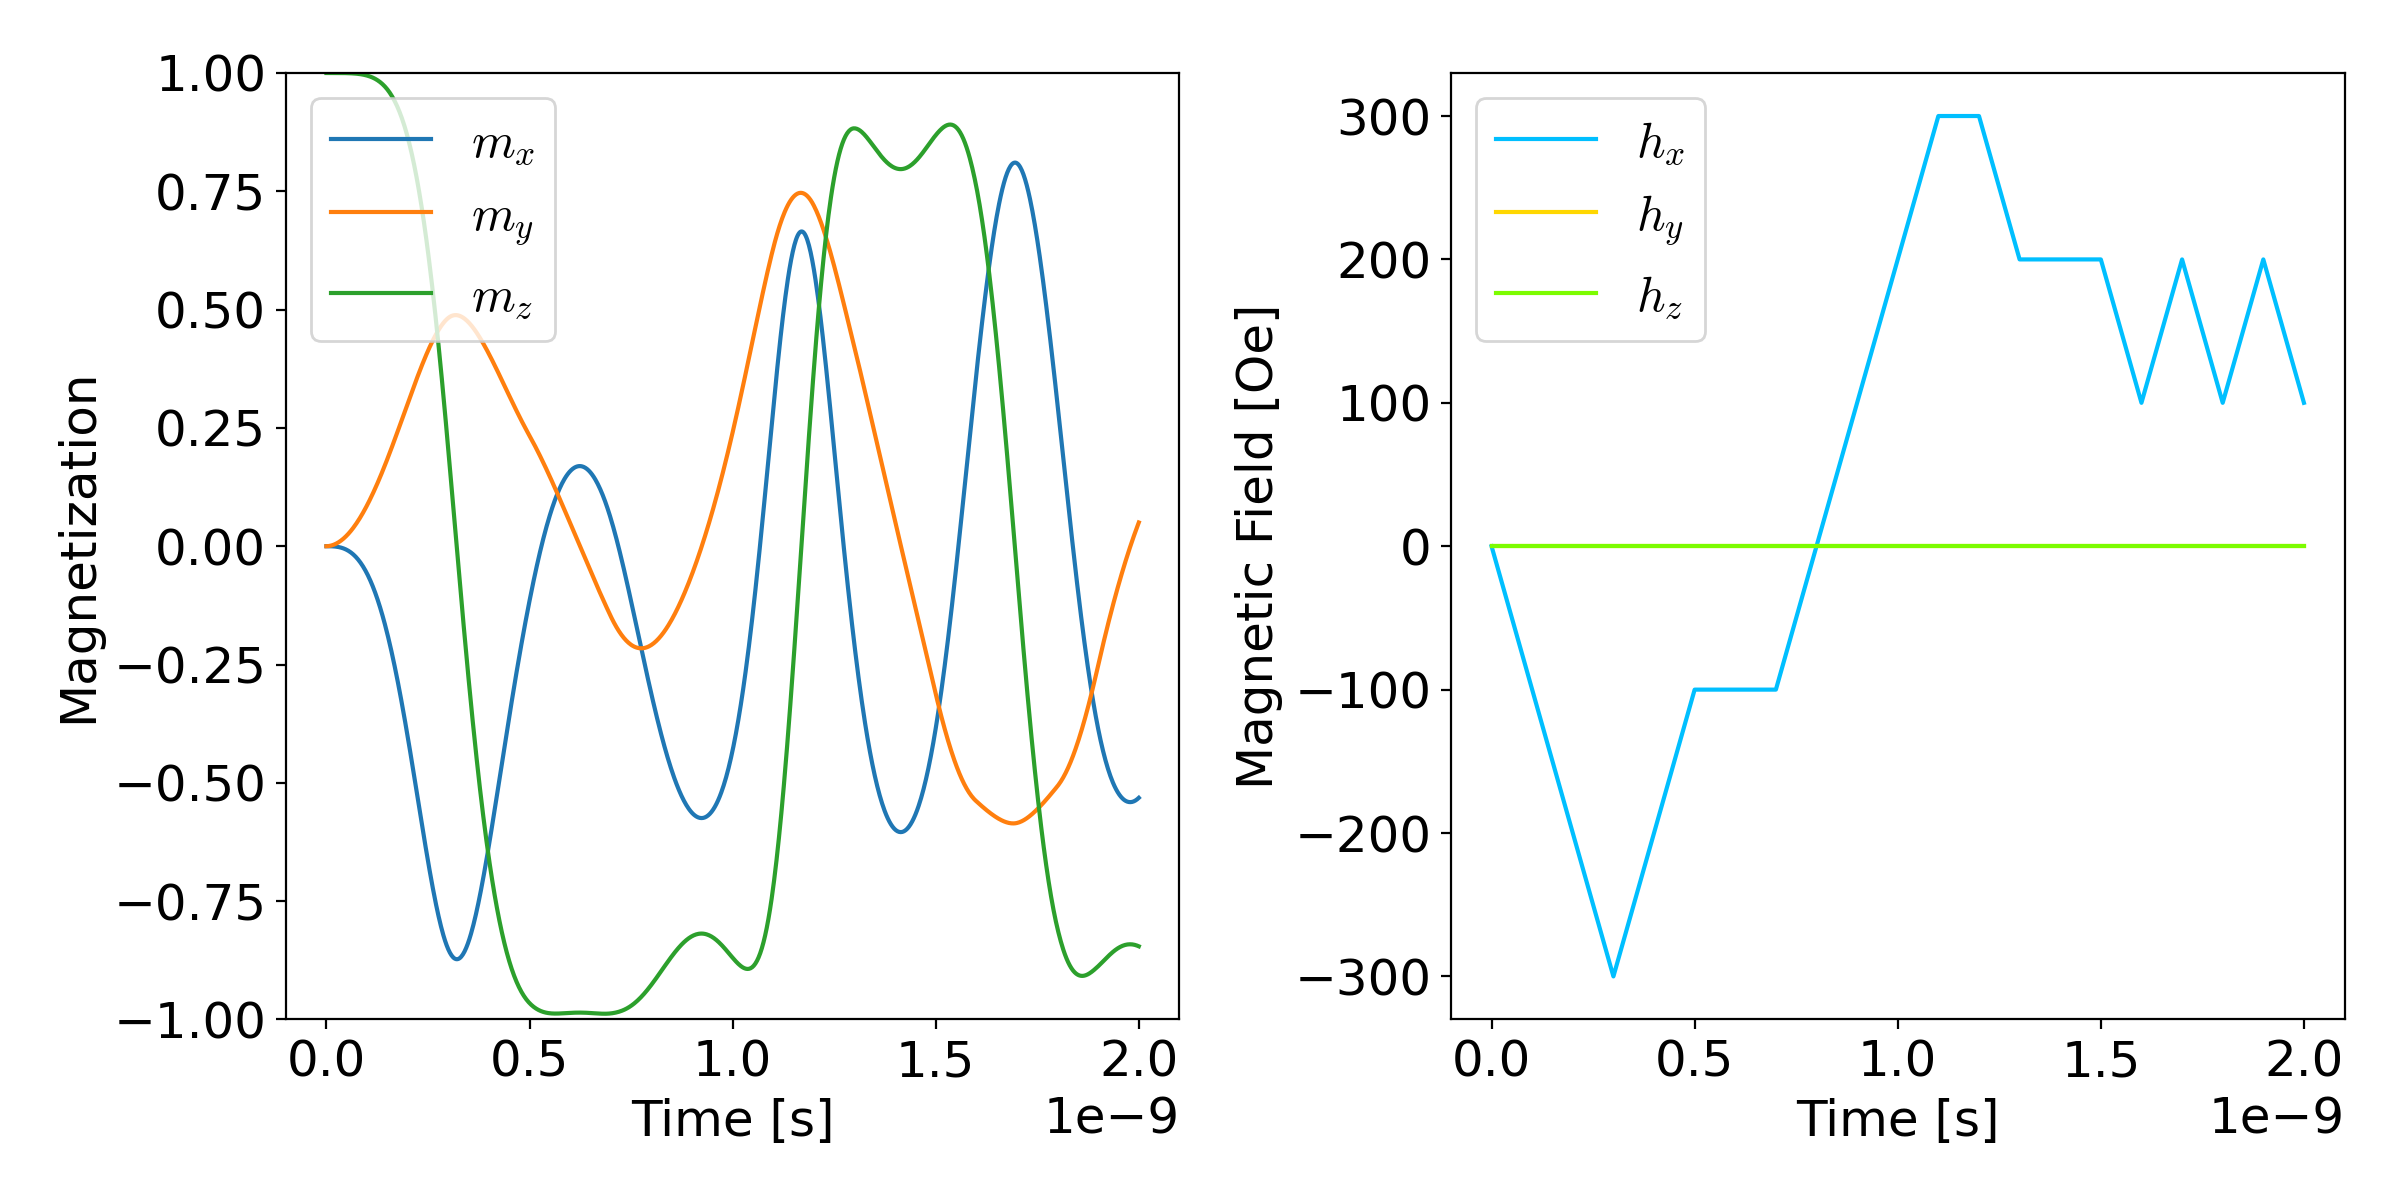 Magnetization
1.00
0.75
0.50
0.25
0.00
−0.25
−0.50
−0.75
−1.00
m_x
m_y
m_z
0.0 0.5 1.0 1.5 2.0
Time [s]
1e−9
Magnetic Field [Oe]
300
200
100
0
−100
−200
−300
h_x
h_y
h_z
0.0 0.5 1.0 1.5 2.0
Time [s]
1e−9